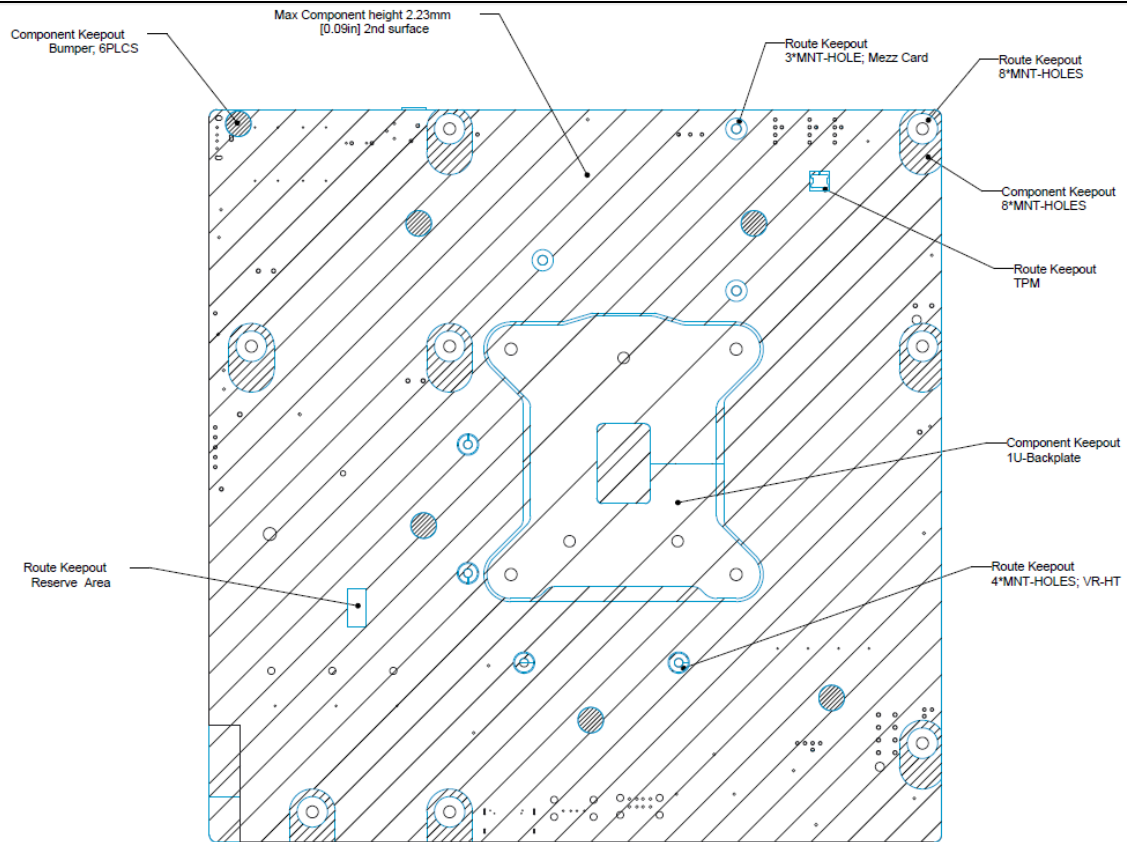 Max Component height 2.23mm
[0.09in] 2nd surface
Component Keepout
Bumper; 6PLCS
Route Keepout
3*MNT-HOLE; Mezz Card
Route Keepout
8*MNT-HOLES
Component Keepout
8*MNT-HOLES
Route Keepout
TPM
Component Keepout
1U-Backplate
Route Keepout
Reserve Area
Route Keepout
4*MNT-HOLES; VR-HT